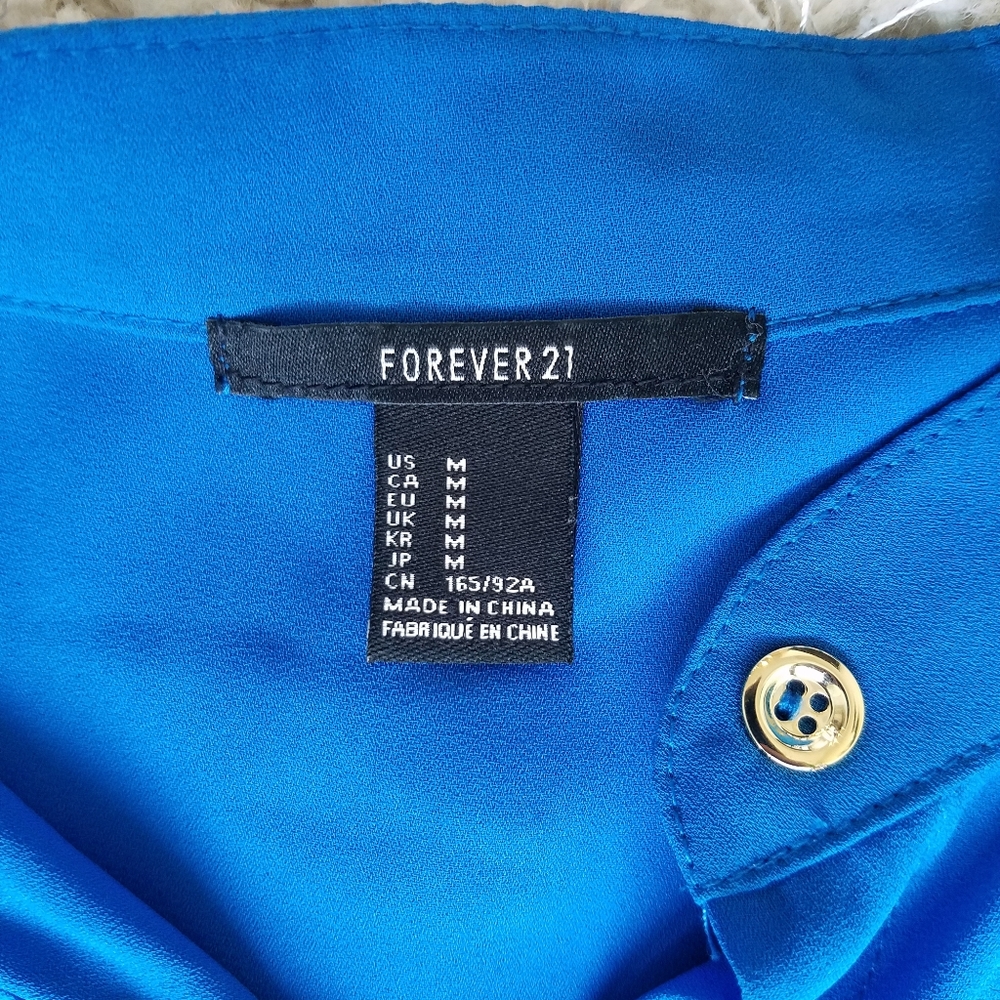 FOREVER 21
US M
CA M
EU M
UK M
KR M
JP M
CN 165/92A
MADE IN CHINA
FABRIQUÉ EN CHINE